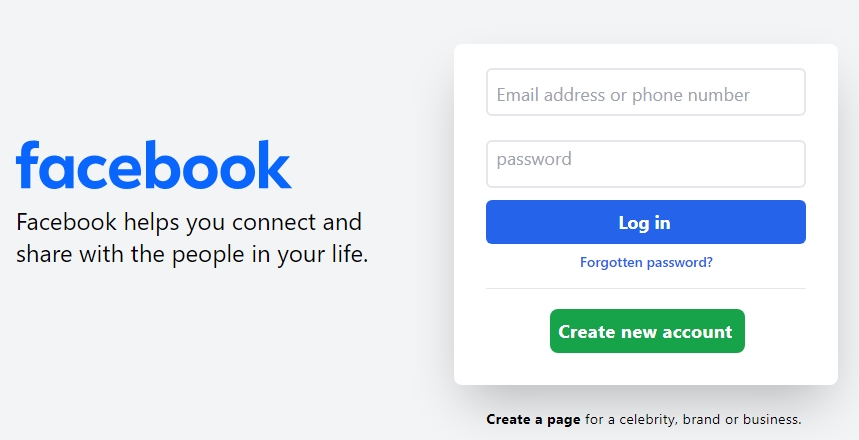 facebook
Facebook helps you connect and
share with the people in your life.
Email address or phone number
password
Log in
Forgotten password?
Create new account
Create a page for a celebrity, brand or business.